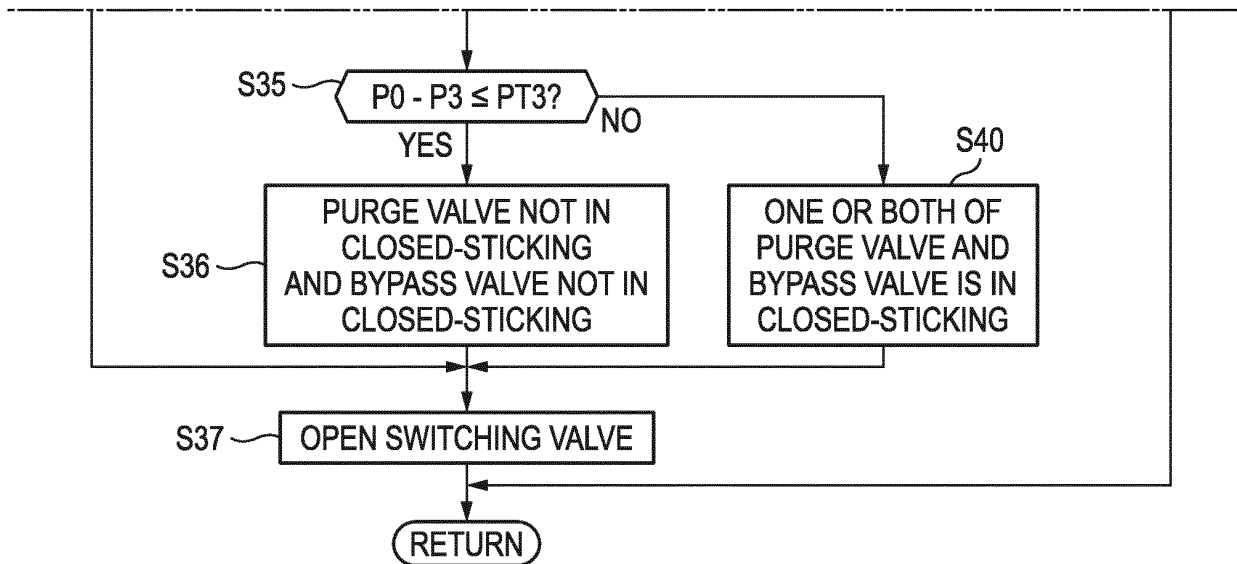 S35
P0 - P3 ≤ PT3?
NO
YES
S40
S36
PURGE VALVE NOT IN
CLOSED-STICKING
AND BYPASS VALVE NOT IN
CLOSED-STICKING
ONE OR BOTH OF
PURGE VALVE AND
BYPASS VALVE IS IN
CLOSED-STICKING
S37
OPEN SWITCHING VALVE
RETURN